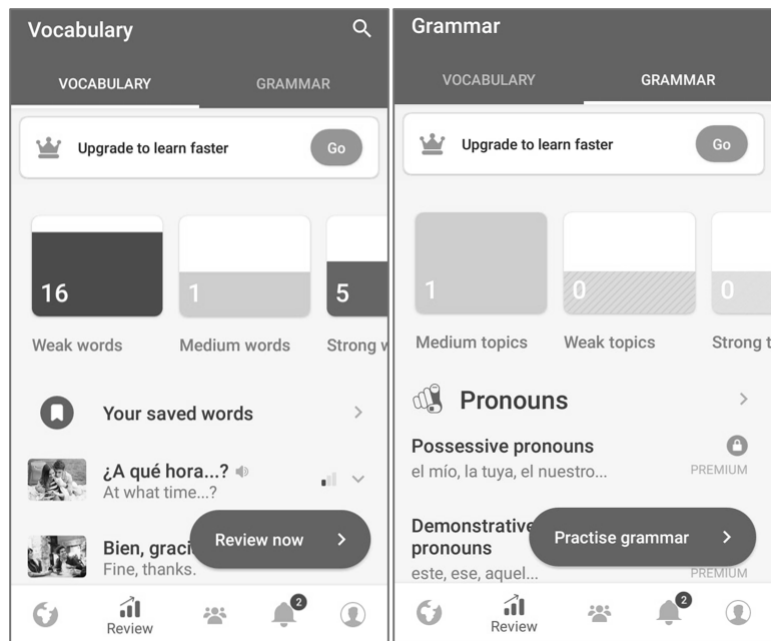 Vocabulary
VOCABULARY GRAMMAR
Upgrade to learn faster Go
16 1 5
Weak words Medium words Strong w
Your saved words
¿A qué hora...?
At what time...?
Bien, graci
Review now
Fine, thanks.
2
Review
Grammar
VOCABULARY GRAMMAR
Upgrade to learn faster Go
1 0 0
Medium topics Weak topics Strong t
Pronouns
Possessive pronouns
el mío, la tuya, el nuestro...
PREMIUM
Demonstrative
pronouns
Practise grammar
este, ese, aquel...
PREMIUM
2
Review